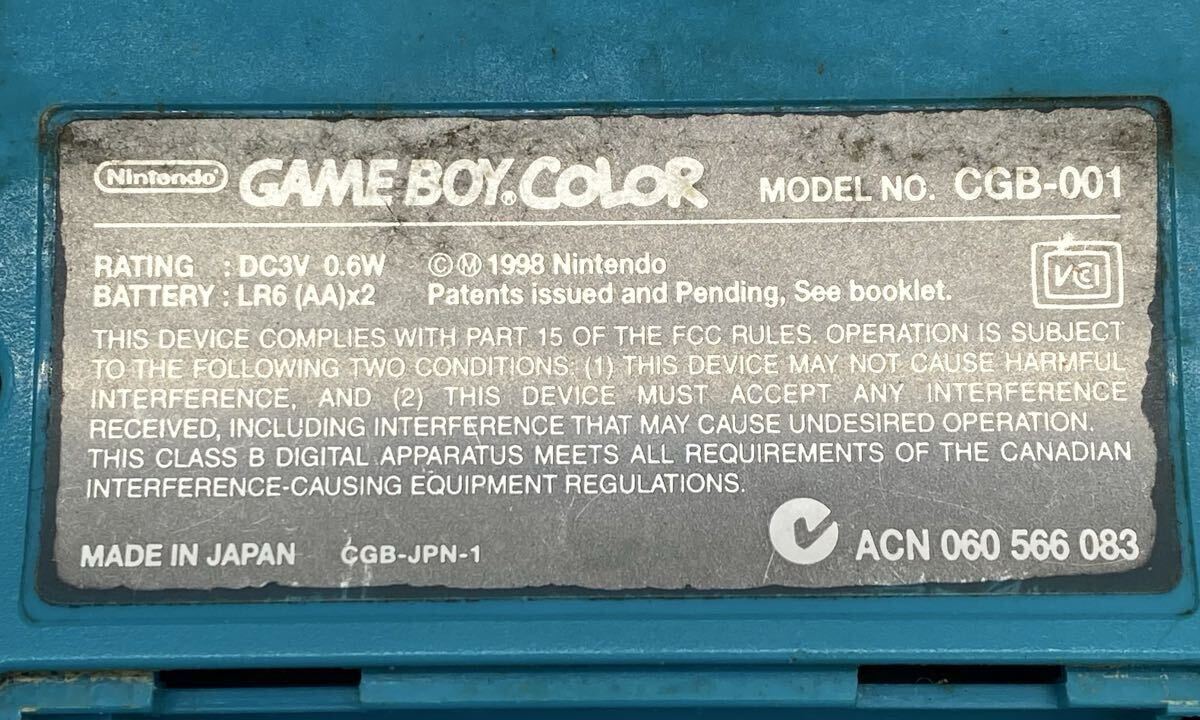 Nintendo® GAME BOY® COLOR MODEL NO. CGB-001
RATING : DC3V 0.6W ©Ⓜ1998 Nintendo
BATTERY : LR6 (AA)x2 Patents issued and Pending, See booklet.
VCI
THIS DEVICE COMPLIES WITH PART 15 OF THE FCC RULES. OPERATION IS SUBJECT
TO THE FOLLOWING TWO CONDITIONS: (1) THIS DEVICE MAY NOT CAUSE HARMFUL
INTERFERENCE, AND (2) THIS DEVICE MUST ACCEPT ANY INTERFERENCE
RECEIVED, INCLUDING INTERFERENCE THAT MAY CAUSE UNDESIRED OPERATION.
THIS CLASS B DIGITAL APPARATUS MEETS ALL REQUIREMENTS OF THE CANADIAN
INTERFERENCE-CAUSING EQUIPMENT REGULATIONS.
MADE IN JAPAN CGB-JPN-1 ACN 060 566 083